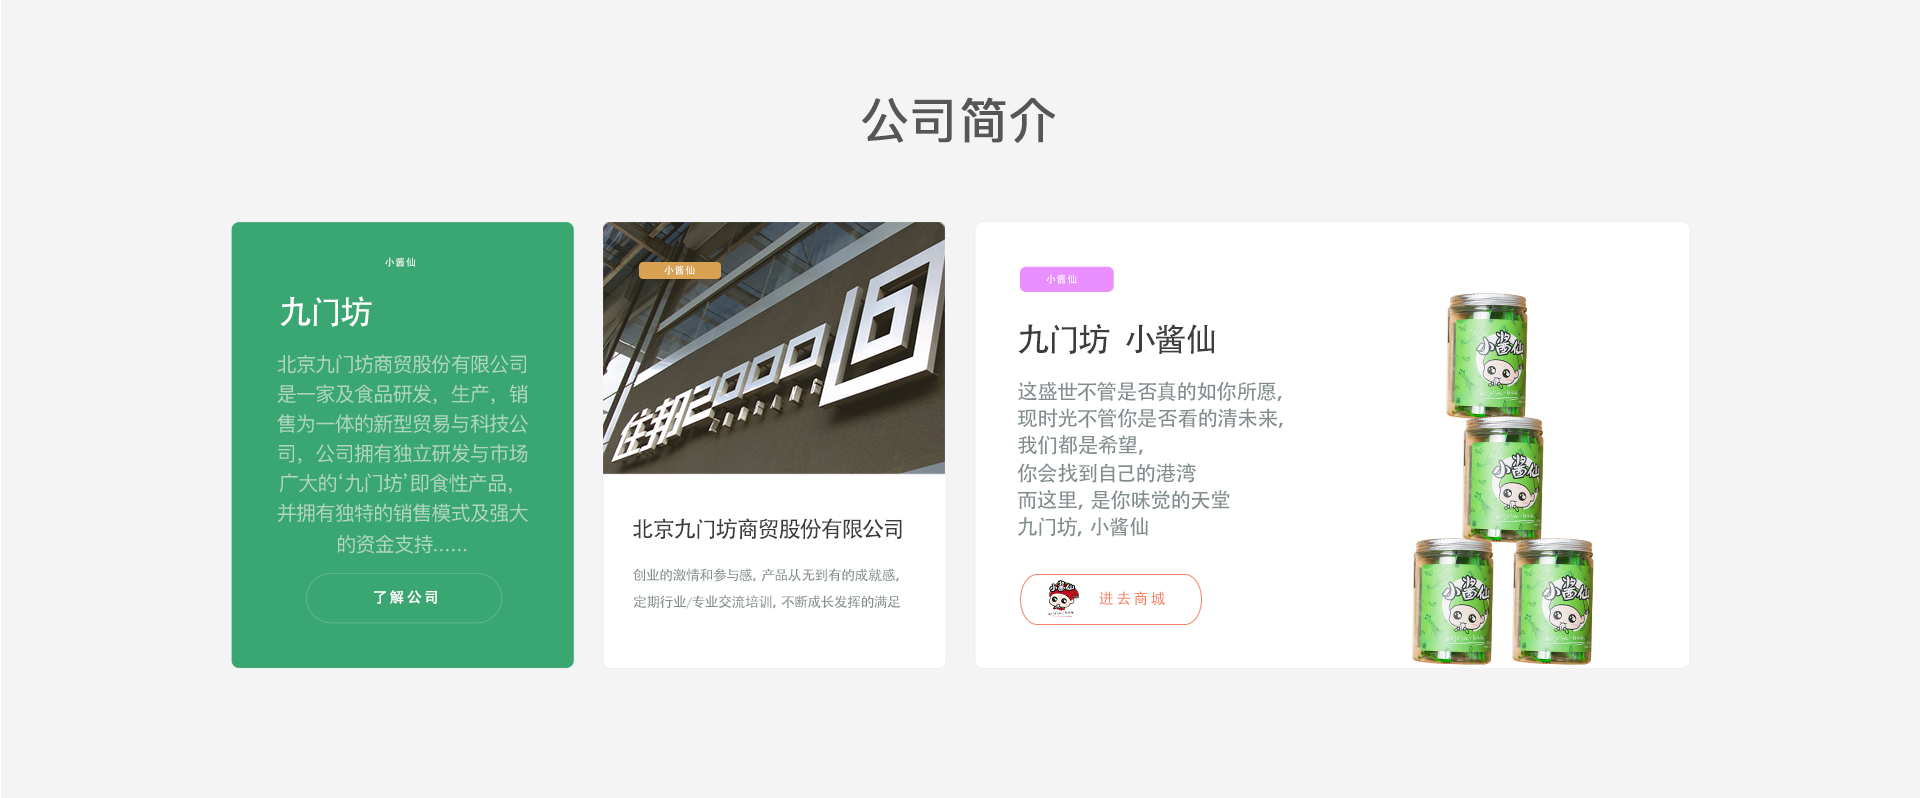 公司简介
小酱仙
九门坊
北京九门坊商贸股份有限公司
是一家及食品研发，生产，销
售为一体的新型贸易与科技公
司，公司拥有独立研发与市场
广大的‘九门坊’即食性产品，
并拥有独特的销售模式及强大
的资金支持......
了解公司
小酱仙
住邦2000
北京九门坊商贸股份有限公司
创业的激情和参与感, 产品从无到有的成就感,
定期行业/专业交流培训, 不断成长发挥的满足
小酱仙
九门坊 小酱仙
这盛世不管是否真的如你所愿,
现时光不管你是否看的清未来,
我们都是希望,
你会找到自己的港湾
而这里, 是你味觉的天堂
九门坊, 小酱仙
小酱仙
进去商城
小酱仙
小酱仙
小酱仙
小酱仙